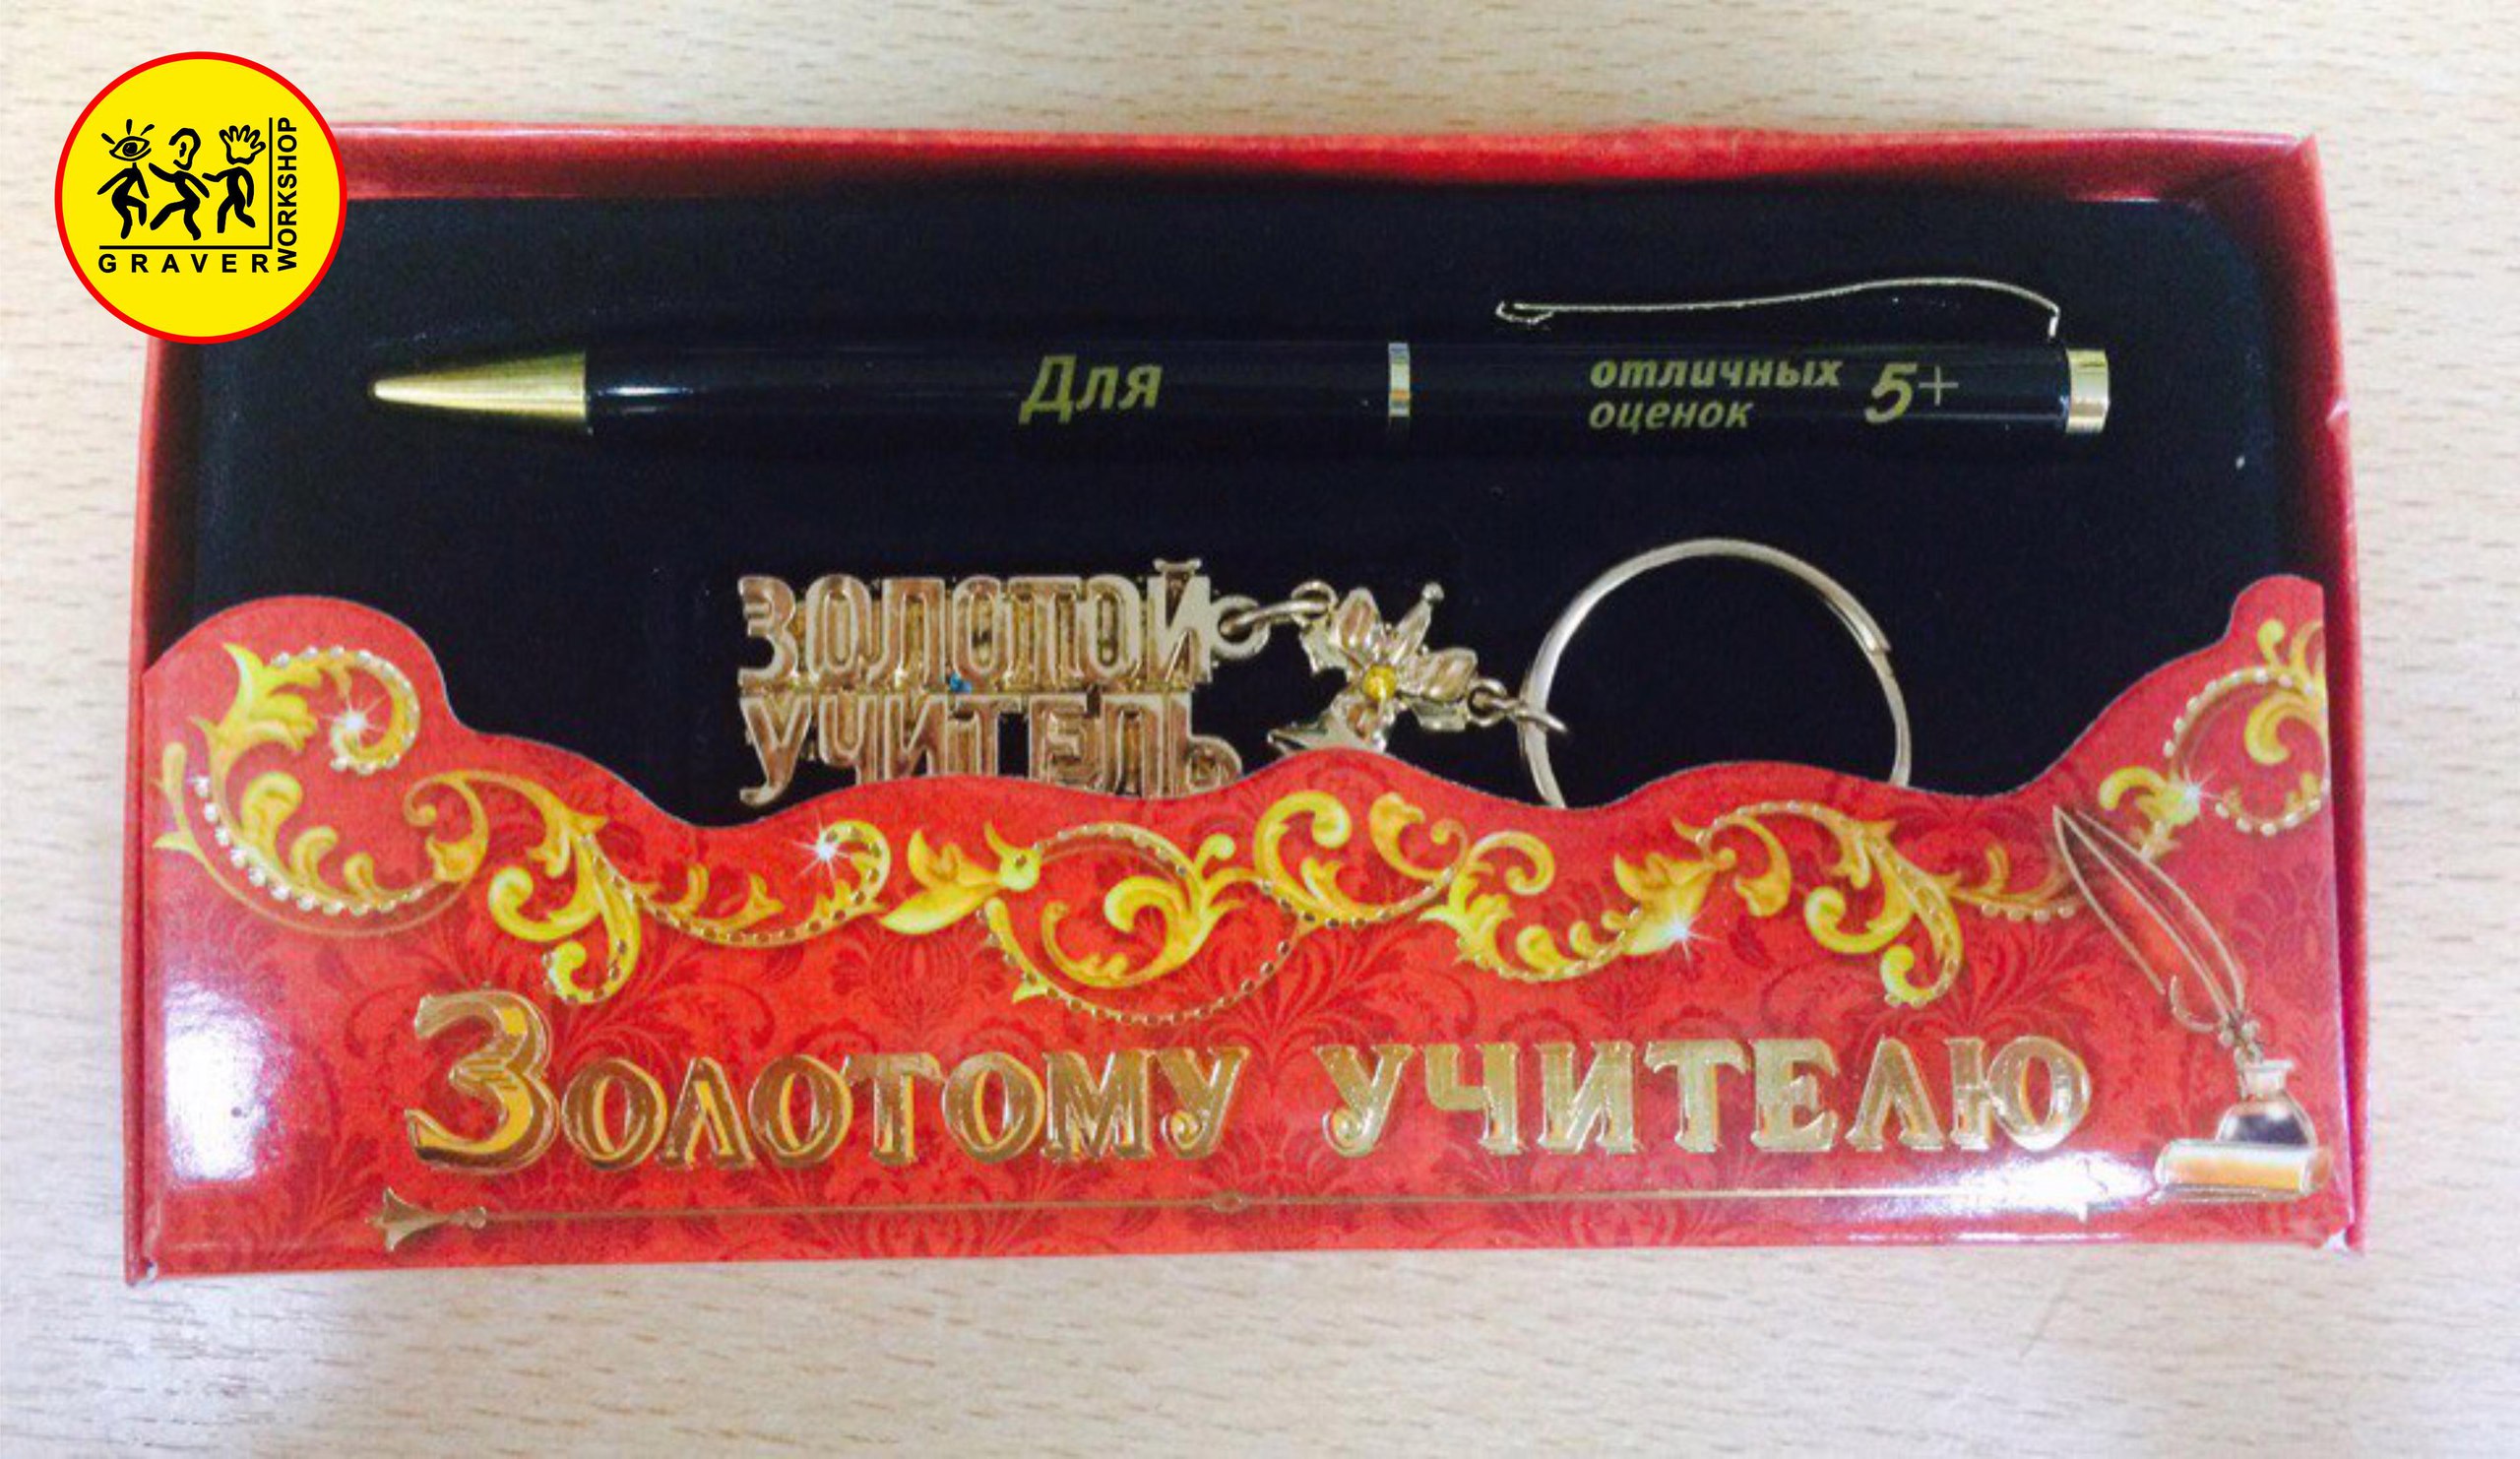 GRAVER
WORKSHOP
Для
отличных
оценок
5+
ЗОЛОТОЙ
УЧИТЕЛЬ
ЗОЛОТОМУ УЧИТЕЛЮ